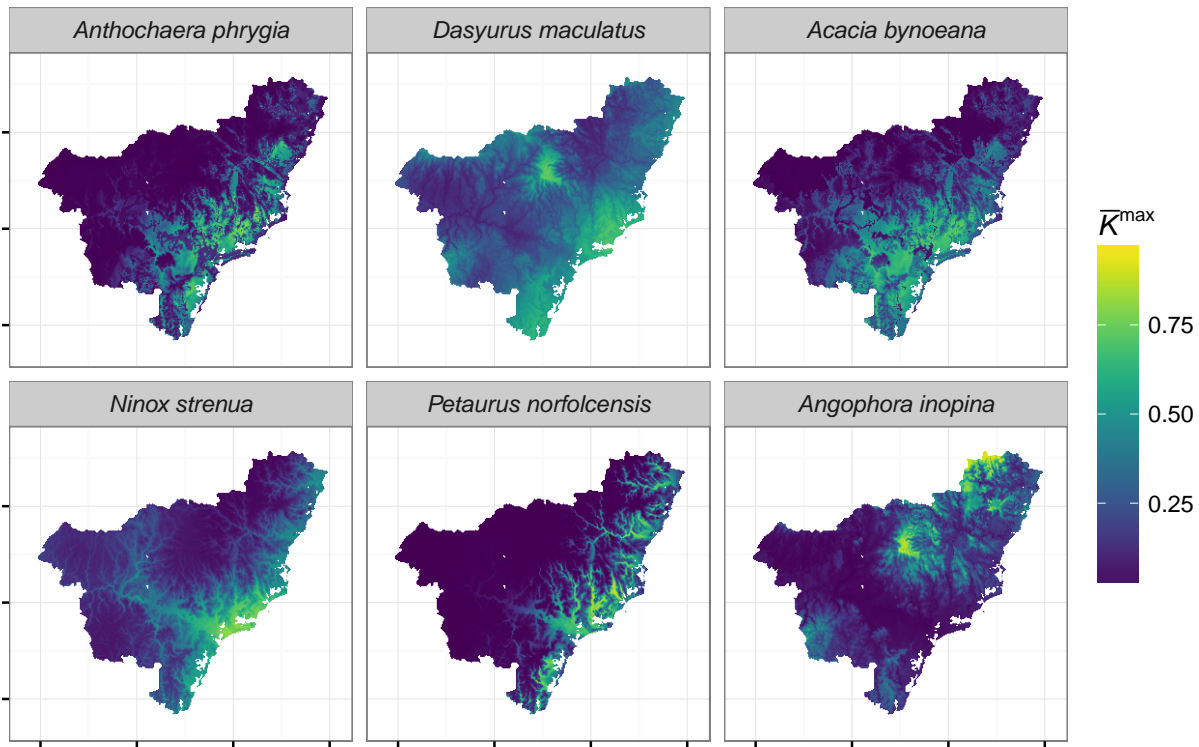 Anthochaera phrygia
Dasyurus maculatus
Acacia bynoeana
Ninox strenua
Petaurus norfolcensis
Angophora inopina
K̅ᵐᵃˣ
0.75
0.50
0.25